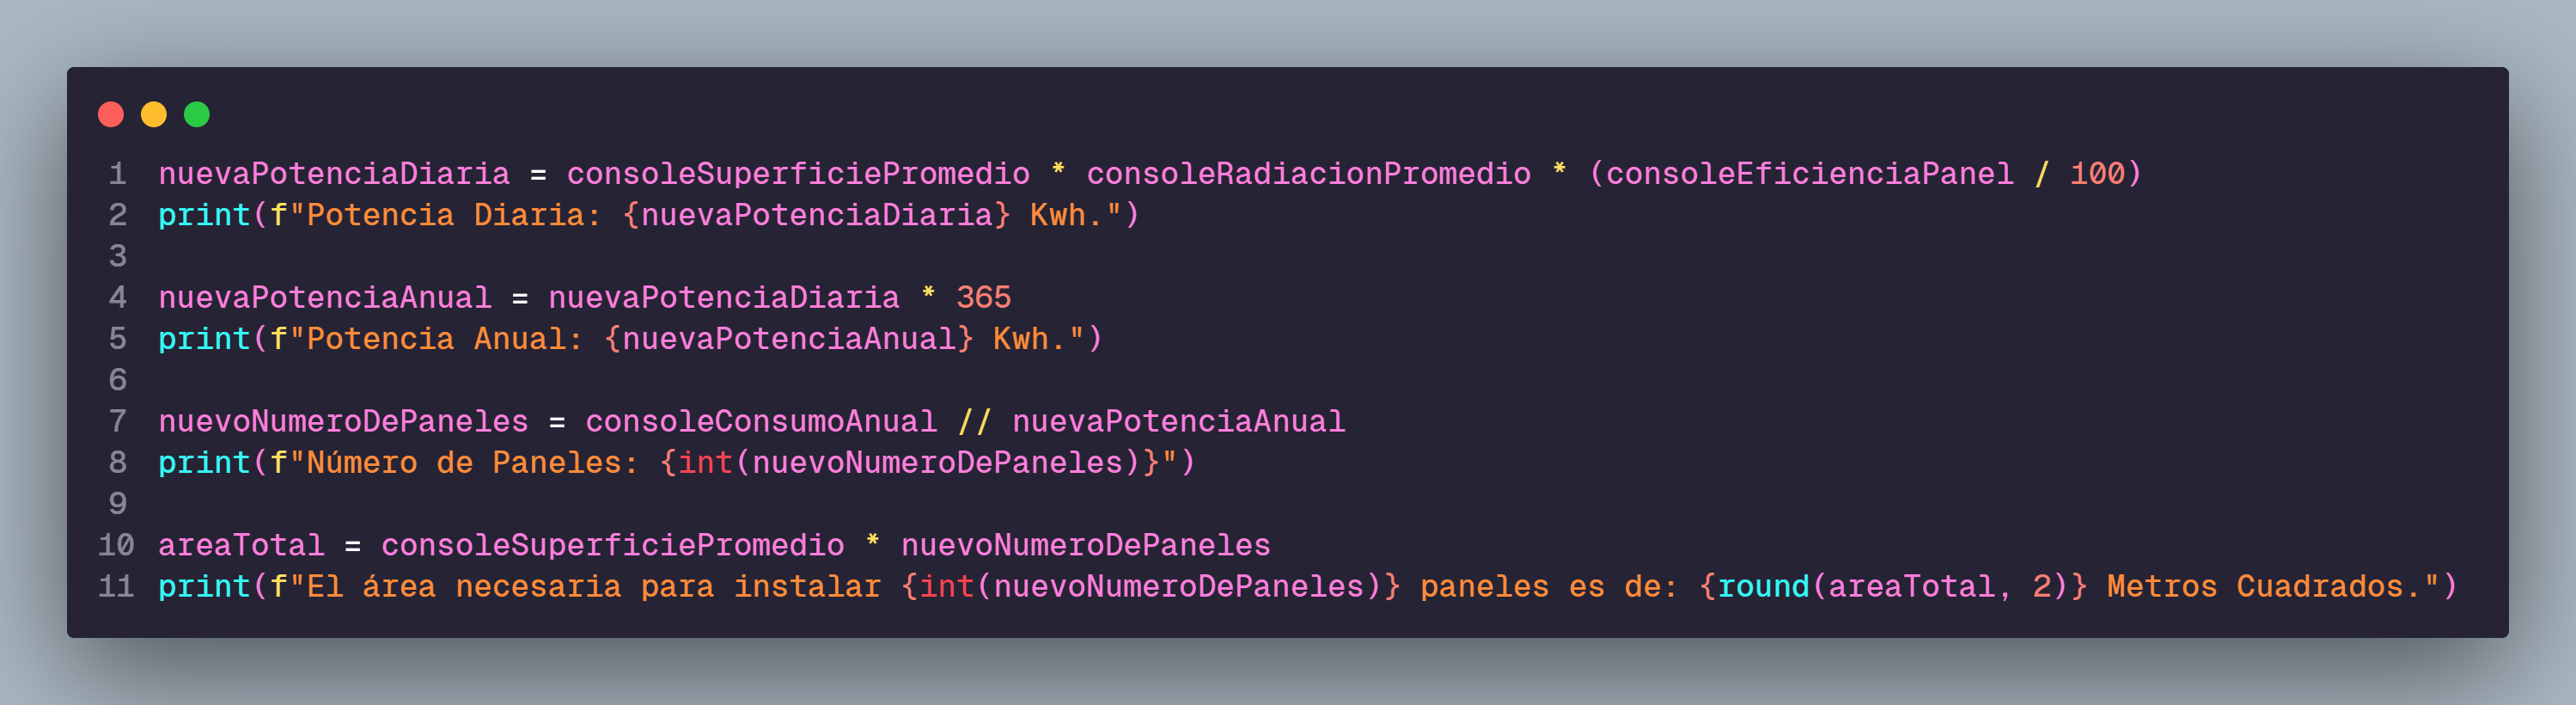 1 nuevaPotenciaDiaria = consoleSuperficiePromedio * consoleRadiacionPromedio * (consoleEficienciaPanel / 100)
2 print(f"Potencia Diaria: {nuevaPotenciaDiaria} Kwh.")
3
4 nuevaPotenciaAnual = nuevaPotenciaDiaria * 365
5 print(f"Potencia Anual: {nuevaPotenciaAnual} Kwh.")
6
7 nuevoNumeroDePaneles = consoleConsumoAnual // nuevaPotenciaAnual
8 print(f"Número de Paneles: {int(nuevoNumeroDePaneles)}")
9
10 areaTotal = consoleSuperficiePromedio * nuevoNumeroDePaneles
11 print(f"El área necesaria para instalar {int(nuevoNumeroDePaneles)} paneles es de: {round(areaTotal, 2)} Metros Cuadrados.")